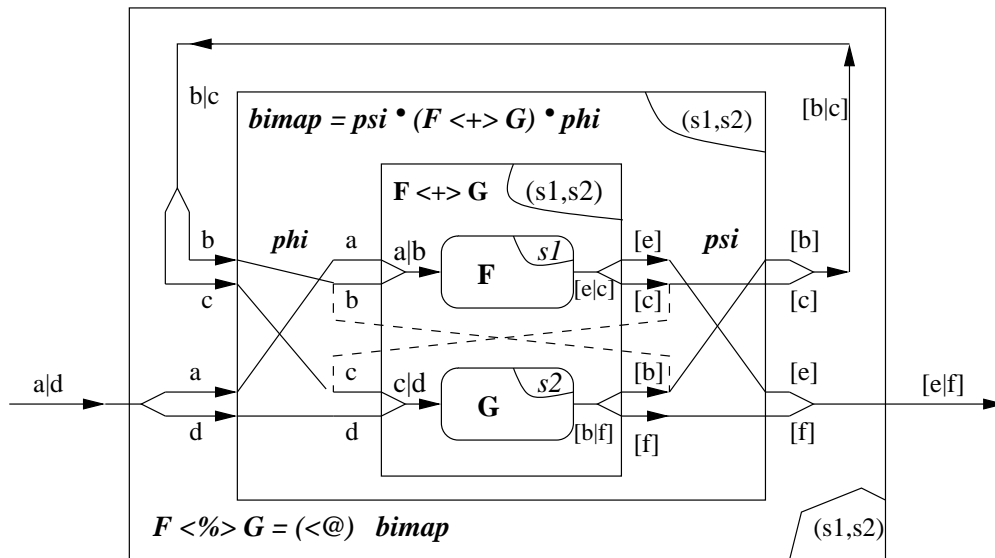 b|c
[b|c]
bimap = psi • (F <+> G) • phi
(s1,s2)
F <+> G
(s1,s2)
b
phi
a
a|b
F
s1
[e]
psi
[b]
c
b
[e|c]
[c]
[c]
a|d
a
c
c|d
G
s2
[b]
[e]
[e|f]
d
d
[b|f]
[f]
[f]
F <%> G = (<@) bimap
(s1,s2)